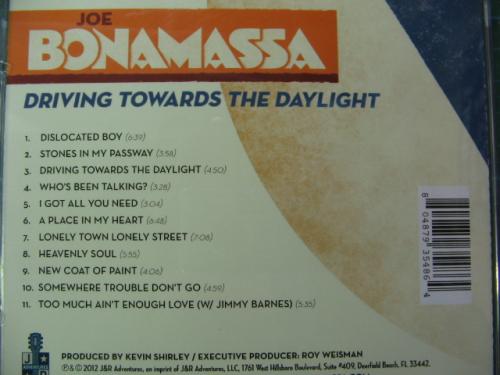 JOE
BONAMASSA
DRIVING TOWARDS THE DAYLIGHT
1. DISLOCATED BOY (6:39)
2. STONES IN MY PASSWAY (3:58)
3. DRIVING TOWARDS THE DAYLIGHT (4:50)
4. WHO'S BEEN TALKING? (3:28)
5. I GOT ALL YOU NEED (3:04)
6. A PLACE IN MY HEART (6:48)
7. LONELY TOWN LONELY STREET (7:08)
8. HEAVENLY SOUL (5:55)
9. NEW COAT OF PAINT (4:06)
10. SOMEWHERE TROUBLE DON'T GO (4:59)
11. TOO MUCH AIN'T ENOUGH LOVE (W/ JIMMY BARNES) (5:35)
8 04879 35486 4
J R
ADVENTURES
PRODUCED BY KEVIN SHIRLEY / EXECUTIVE PRODUCER: ROY WEISMAN
℗ & © 2012 J&R Adventures, an imprint of J&R Adventures, LLC, 1761 West Hillsboro Boulevard, Suite #409, Deerfield Beach, FL 33442.